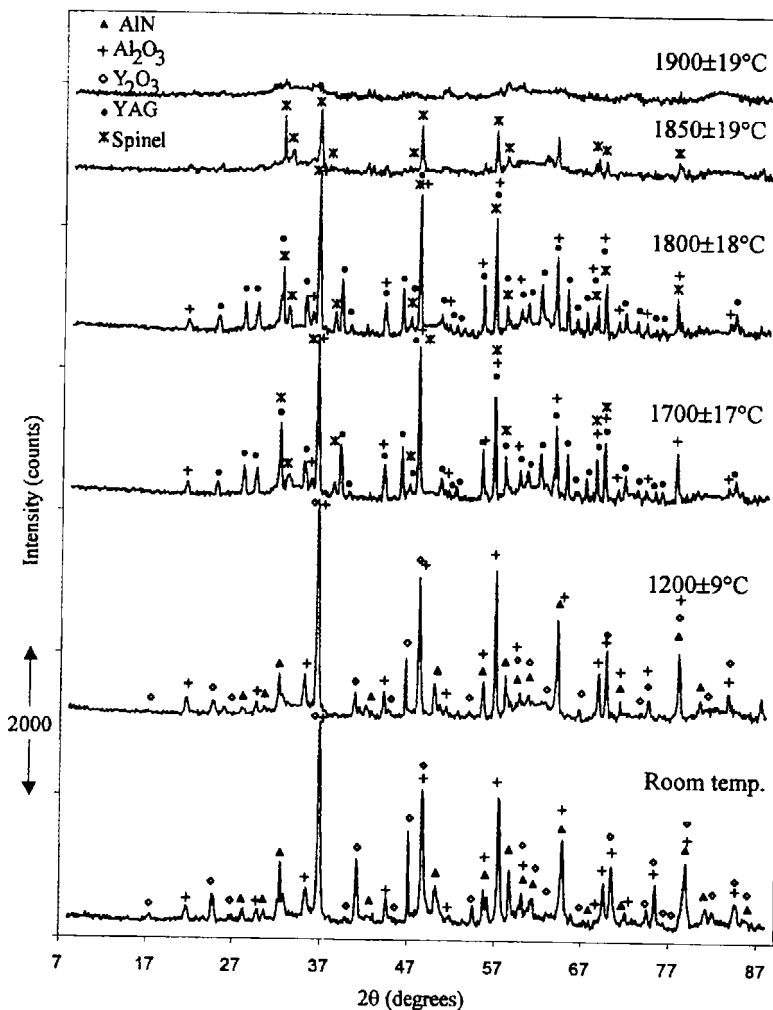 ▲ AlN
+ Al₂O₃
◇ Y₂O₃
● YAG
ж Spinel
1900±19°C
1850±19°C
1800±18°C
1700±17°C
1200±9°C
Room temp.
Intensity (counts)
2000
7 17 27 37 47 57 67 77 87
2θ (degrees)